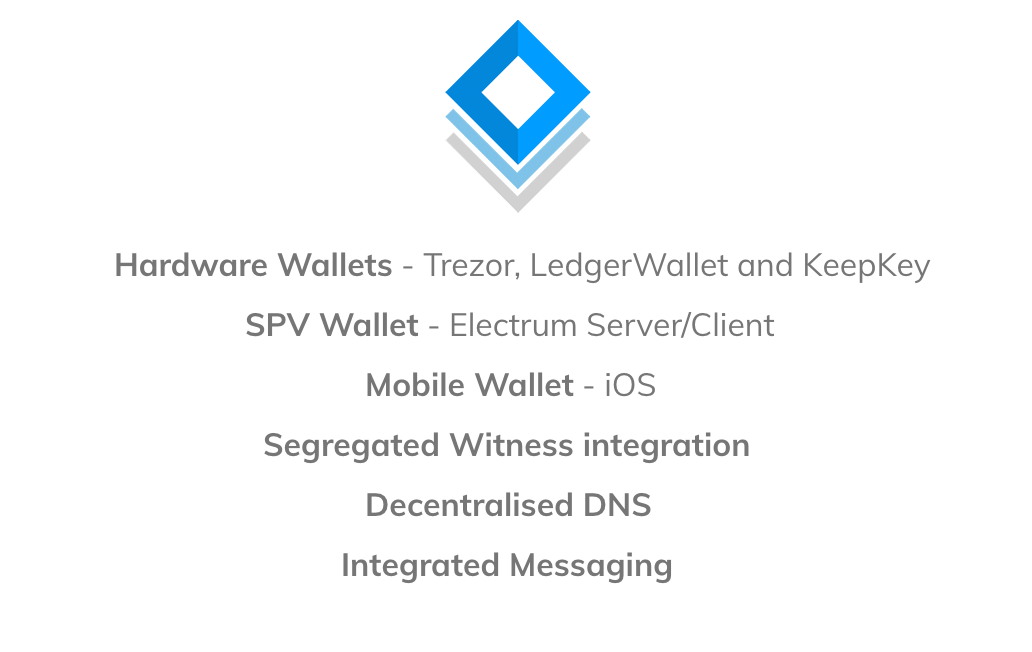 Hardware Wallets - Trezor, LedgerWallet and KeepKey
SPV Wallet - Electrum Server/Client
Mobile Wallet - iOS
Segregated Witness integration
Decentralised DNS
Integrated Messaging